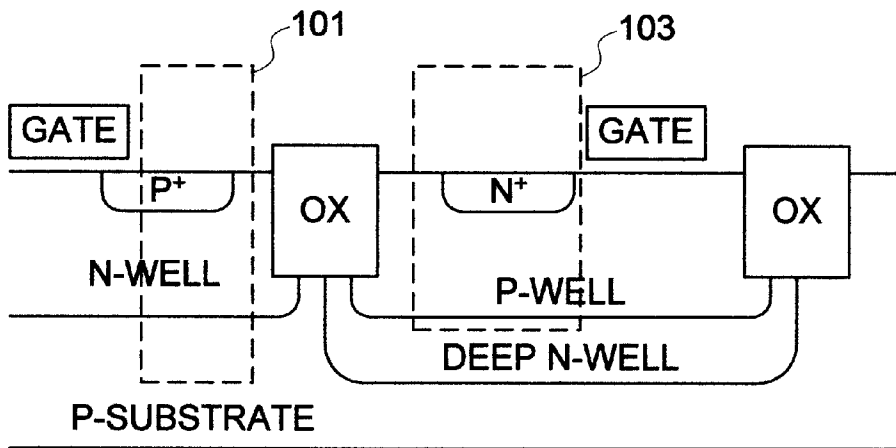 101
103
GATE
GATE
P+
OX
N+
OX
N-WELL
P-WELL
DEEP N-WELL
P-SUBSTRATE